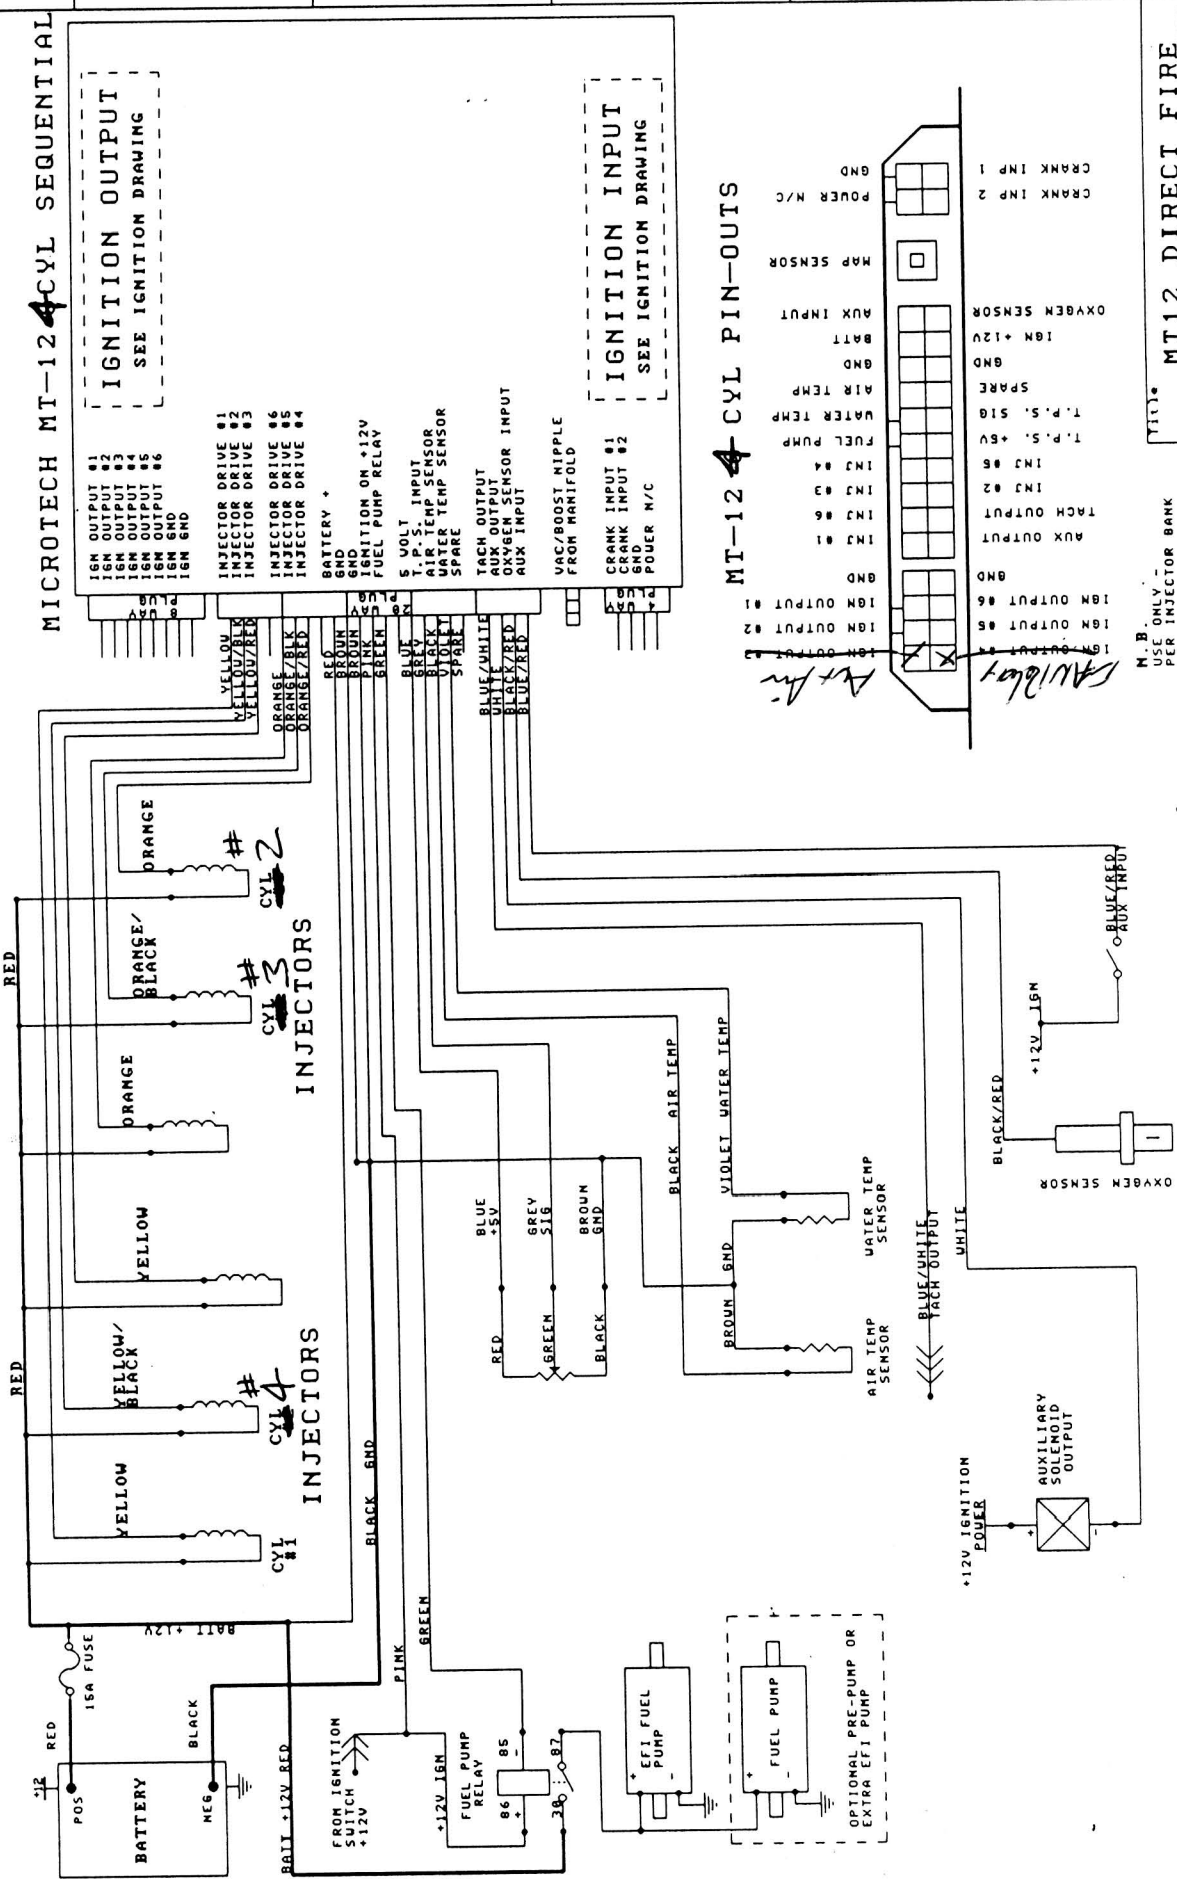 MICROTECH MT-12 4 CYL SEQUENTIAL
IGNITION OUTPUT
SEE IGNITION DRAWING
IGN OUTPUT #1
IGN OUTPUT #2
IGN OUTPUT #3
IGN OUTPUT #4
IGN OUTPUT #5
IGN OUTPUT #6
IGN GND
IGN GND
8 WAY
PLUG
INJECTOR DRIVE #1
INJECTOR DRIVE #2
INJECTOR DRIVE #3
INJECTOR DRIVE #6
INJECTOR DRIVE #5
INJECTOR DRIVE #4
BATTERY +
GND
GND
IGNITION ON +12V
FUEL PUMP RELAY
20 WAY
PLUG
5 VOLT
T.P.S. INPUT
AIR TEMP SENSOR
WATER TEMP SENSOR
SPARE
TACH OUTPUT
AUX OUTPUT
OXYGEN SENSOR INPUT
AUX INPUT
VAC/BOOST NIPPLE
FROM MANIFOLD
IGNITION INPUT
SEE IGNITION DRAWING
CRANK INPUT #1
CRANK INPUT #2
GND
POWER N/C
4 WAY
PLUG
YELLOW
YELLOW/BLK
YELLOW/RED
ORANGE
ORANGE/BLK
ORANGE/RED
RED
BROWN
BROWN
PINK
GREEN
BLUE
GREY
BLACK
VIOLET
SPARE
BLUE/WHITE
WHITE
BLACK/RED
BLUE/RED
RED
RED
YELLOW
YELLOW/
BLACK
YELLOW
ORANGE
ORANGE/
BLACK
ORANGE
CYL
#1
CYL #4
INJECTORS
CYL #3
CYL #2
INJECTORS
+12
POS
BATTERY
NEG
RED
15A FUSE
BLACK
BATT +12V
BATT +12V RED
BLACK GND
PINK
GREEN
FROM IGNITION
SWITCH
+12V
+12V IGN
FUEL PUMP
RELAY
86
+
85
-
30
87
EFI FUEL
PUMP
+
-
FUEL PUMP
+
-
OPTIONAL PRE-PUMP OR
EXTRA EFI PUMP
BLUE
+5V
GREY
SIG
BROWN
GND
RED
GREEN
BLACK
BLACK AIR TEMP
VIOLET WATER TEMP
BROWN GND
AIR TEMP
SENSOR
WATER TEMP
SENSOR
BLUE/WHITE
TACH OUTPUT
WHITE
+12V IGNITION
POWER
+
-
AUXILIARY
SOLENOID
OUTPUT
BLACK/RED
OXYGEN SENSOR
+12V IGN
BLUE/RED
AUX INPUT
MT-12 4 CYL PIN-OUTS
IGN OUTPUT #3
IGN OUTPUT #2
IGN OUTPUT #1
GND
INJ #1
INJ #6
INJ #3
INJ #4
FUEL PUMP
WATER TEMP
AIR TEMP
GND
BATT
AUX INPUT
MAP SENSOR
POWER N/C
GND
IGN OUTPUT #4
IGN OUTPUT #5
IGN OUTPUT #6
GND
AUX OUTPUT
TACH OUTPUT
INJ #2
INJ #5
T.P.S. +5V
T.P.S. SIG
SPARE
GND
IGN +12V
OXYGEN SENSOR
CRANK INP 2
CRANK INP 1
N.B.
USE ONLY -
PER INJECTOR BANK
Title
MT12 DIRECT FIRE